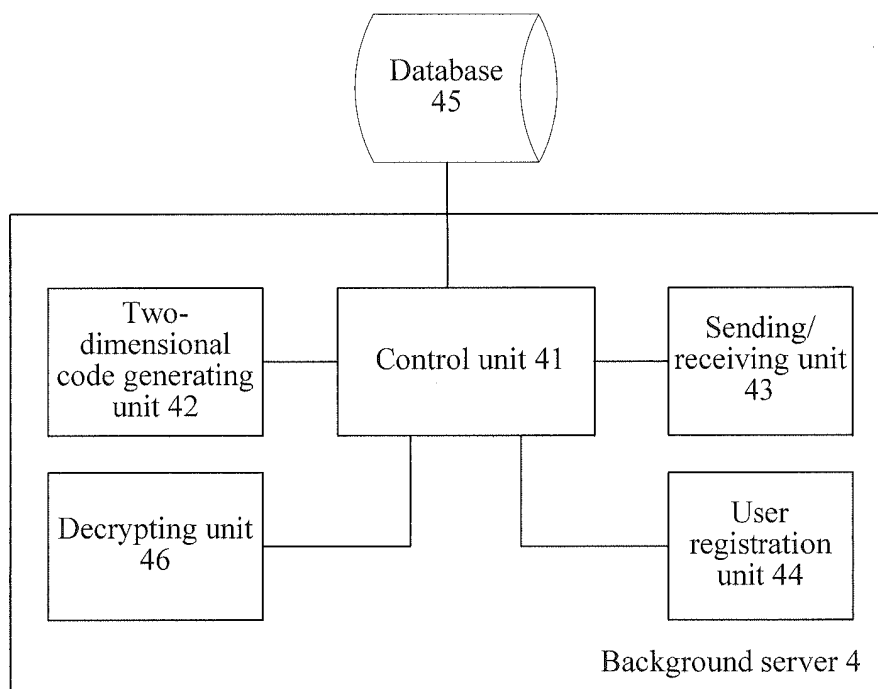 Database
45
Two-
dimensional
code generating
unit 42
Control unit 41
Sending/
receiving unit
43
Decrypting unit
46
User
registration
unit 44
Background server 4